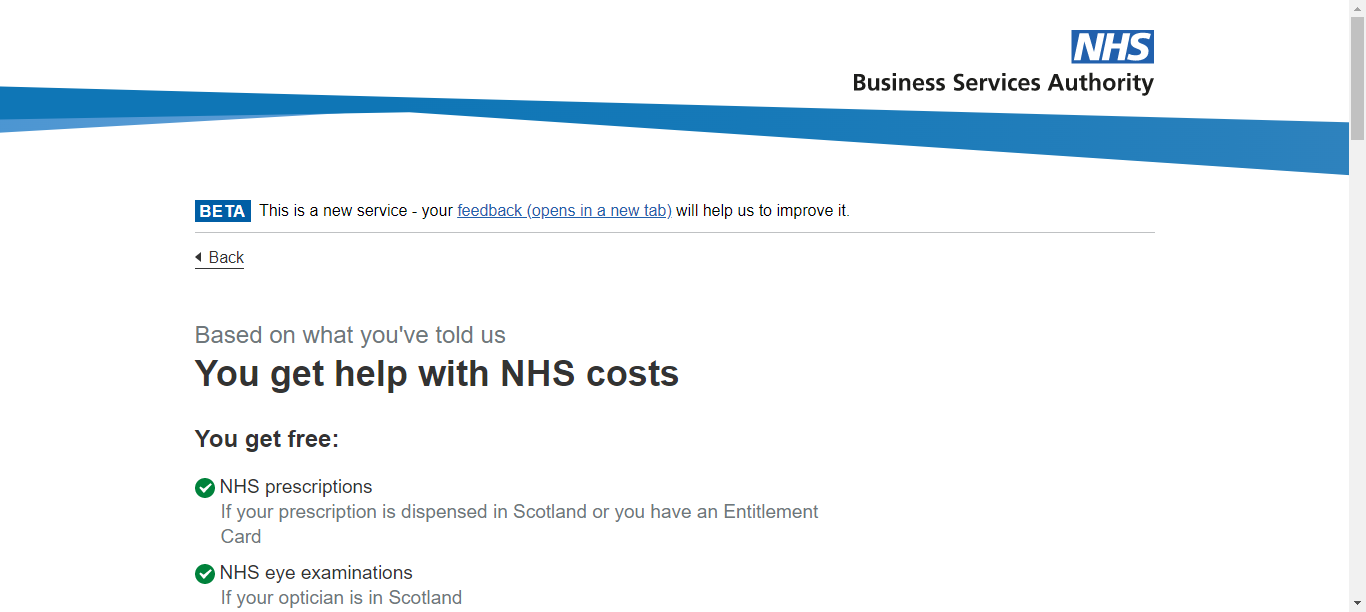 NHS
Business Services Authority
BETA This is a new service - your feedback (opens in a new tab) will help us to improve it.
Back
Based on what you've told us
You get help with NHS costs
You get free:
NHS prescriptions
If your prescription is dispensed in Scotland or you have an Entitlement
Card
NHS eye examinations
If your optician is in Scotland